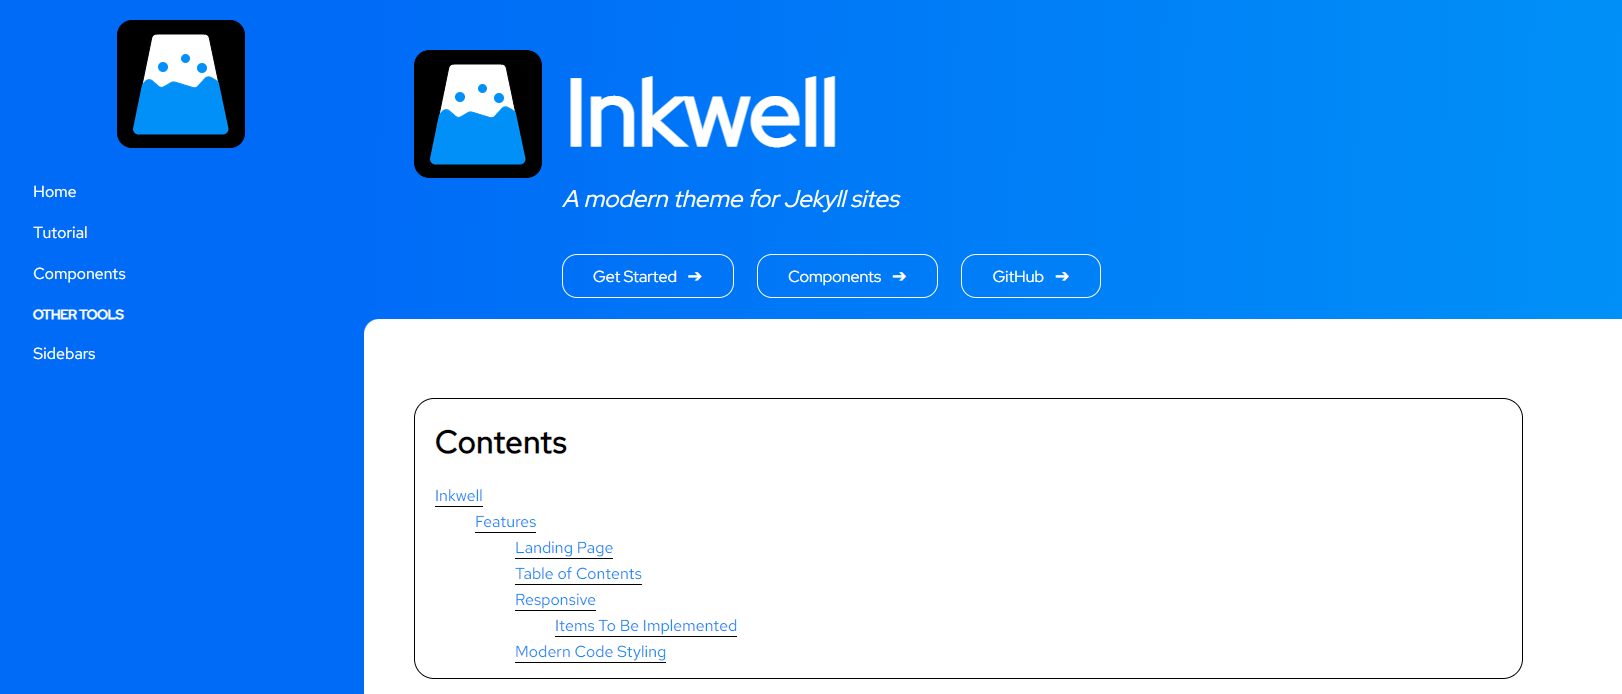 Home
Tutorial
Components
OTHER TOOLS
Sidebars
Inkwell
A modern theme for Jekyll sites
Get Started ➔
Components ➔
GitHub ➔
Contents
Inkwell
Features
Landing Page
Table of Contents
Responsive
Items To Be Implemented
Modern Code Styling